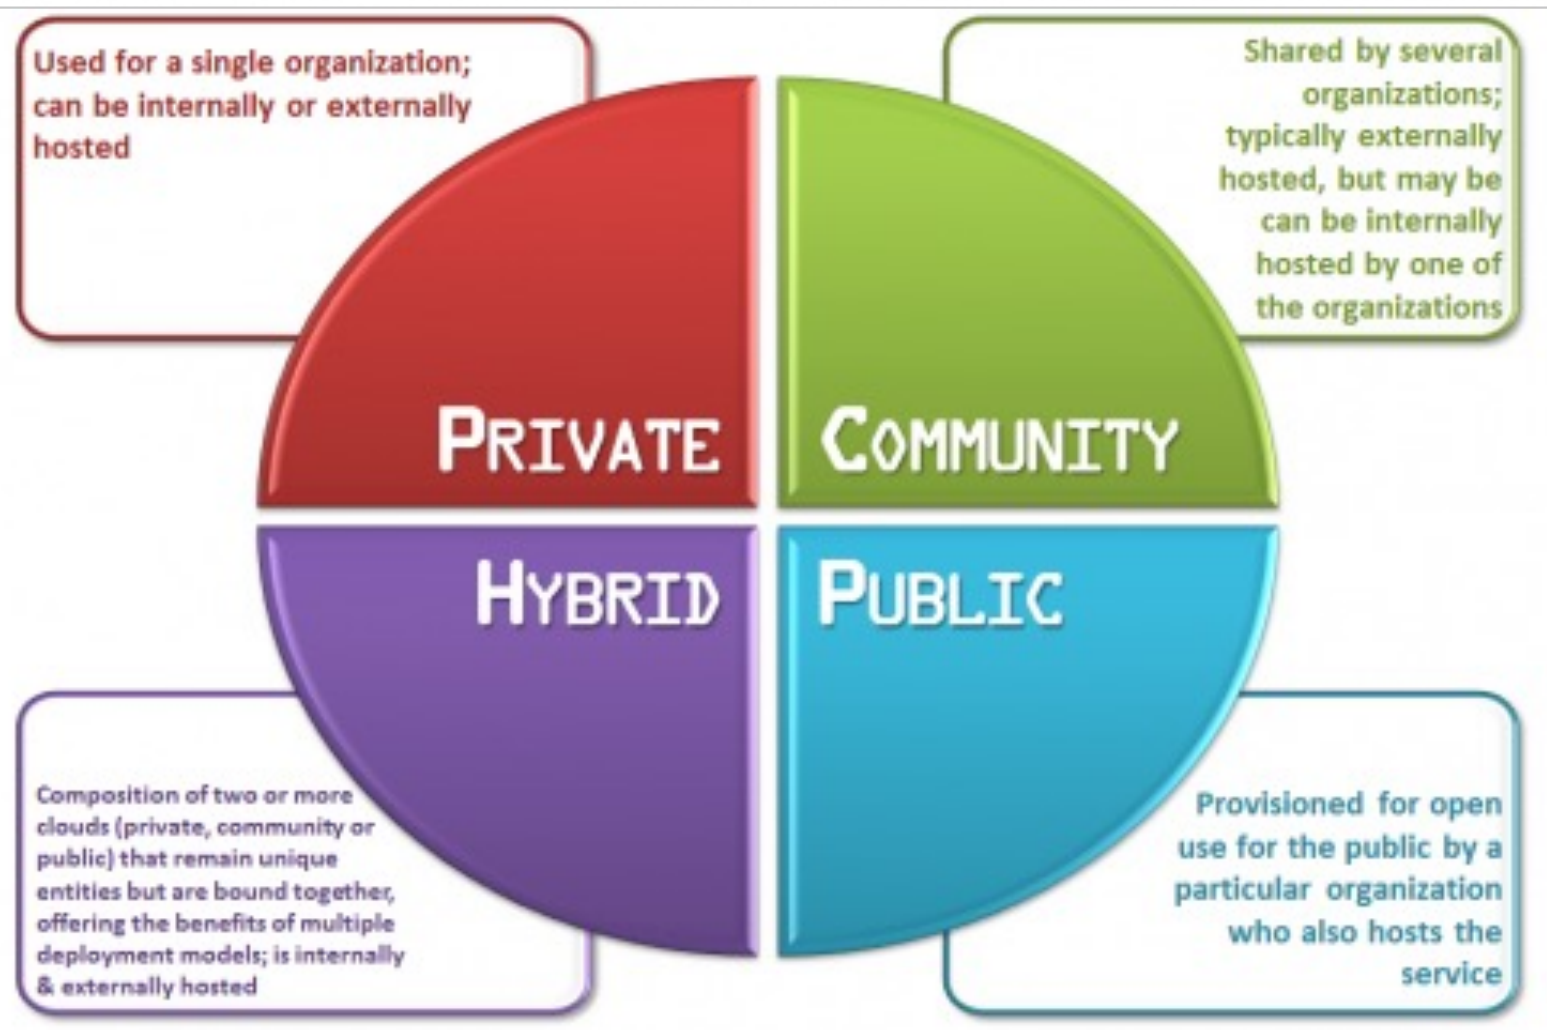 Used for a single organization;
can be internally or externally
hosted
Shared by several
organizations;
typically externally
hosted, but may be
can be internally
hosted by one of
the organizations
PRIVATE
COMMUNITY
HYBRID
PUBLIC
Composition of two or more
clouds (private, community or
public) that remain unique
entities but are bound together,
offering the benefits of multiple
deployment models; is internally
& externally hosted
Provisioned for open
use for the public by a
particular organization
who also hosts the
service